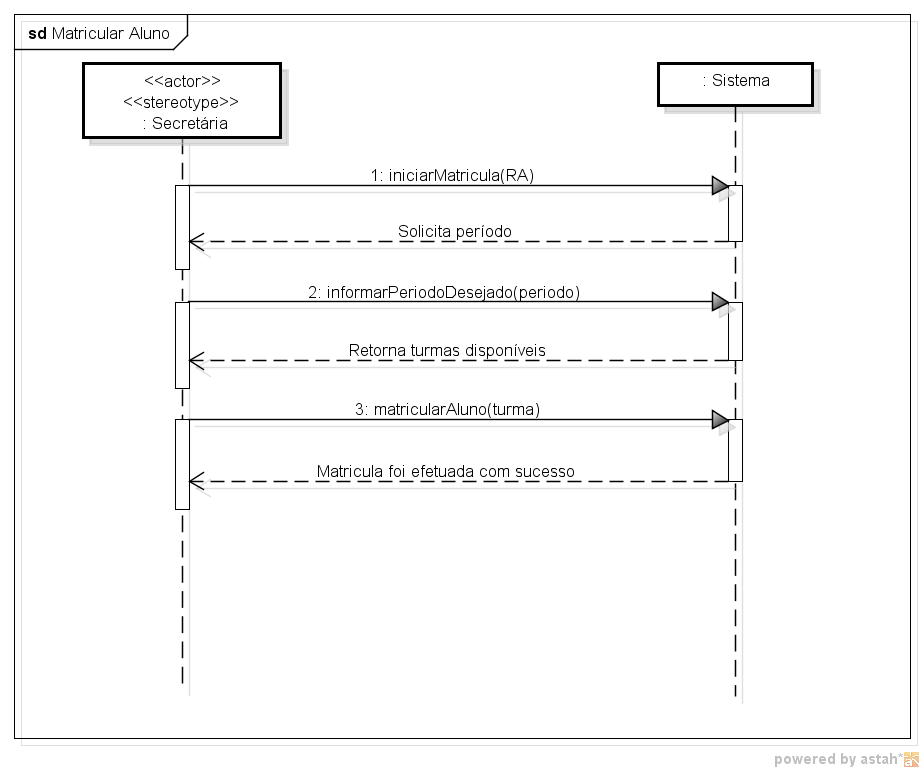 sd Matricular Aluno
<<actor>>
<<stereotype>>
: Secretária
: Sistema
1: iniciarMatricula(RA)
Solicita período
2: informarPeriodoDesejado(periodo)
Retorna turmas disponíveis
3: matricularAluno(turma)
Matricula foi efetuada com sucesso
powered by astah*